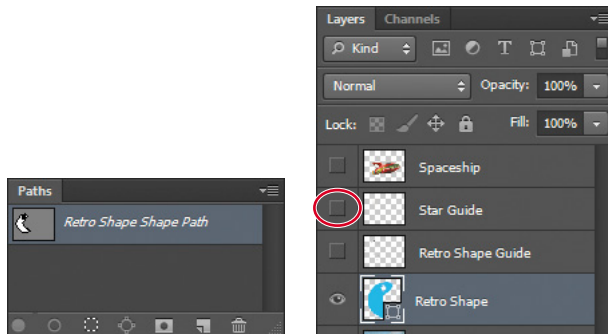 Paths
Retro Shape Shape Path
Layers Channels
Kind T
Normal Opacity: 100%
Lock: Fill: 100%
Spaceship
Star Guide
Retro Shape Guide
Retro Shape